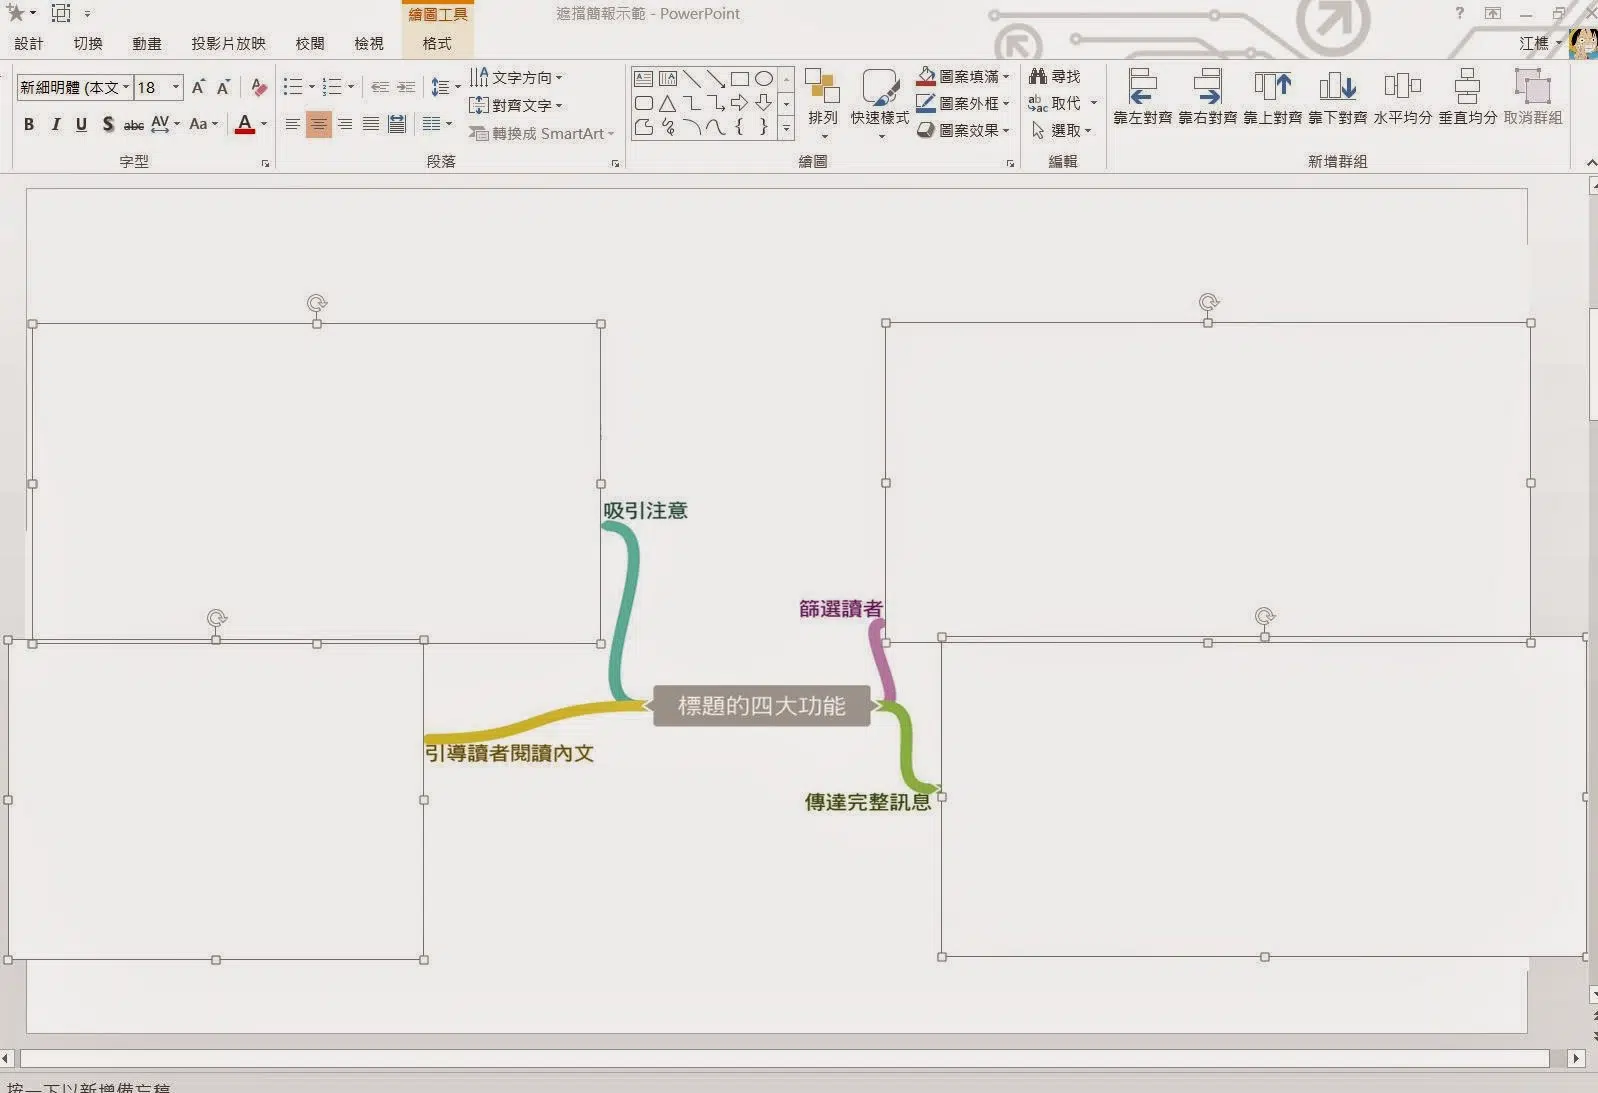 繪圖工具
遮擋簡報示範 - PowerPoint
?
設計 切換 動畫 投影片放映 校閱 檢視 格式
江樵
新細明體 (本文 18 A A
B I U S abc AV Aa A
字型
文字方向
對齊文字
轉換成 SmartArt
段落
排列
快速樣式
圖案填滿
圖案外框
圖案效果
繪圖
尋找
取代
選取
編輯
靠左對齊 靠右對齊 靠上對齊 靠下對齊 水平均分 垂直均分 取消群組
新增群組
吸引注意
篩選讀者
標題的四大功能
引導讀者閱讀內文
傳達完整訊息
按一下以新增備忘稿